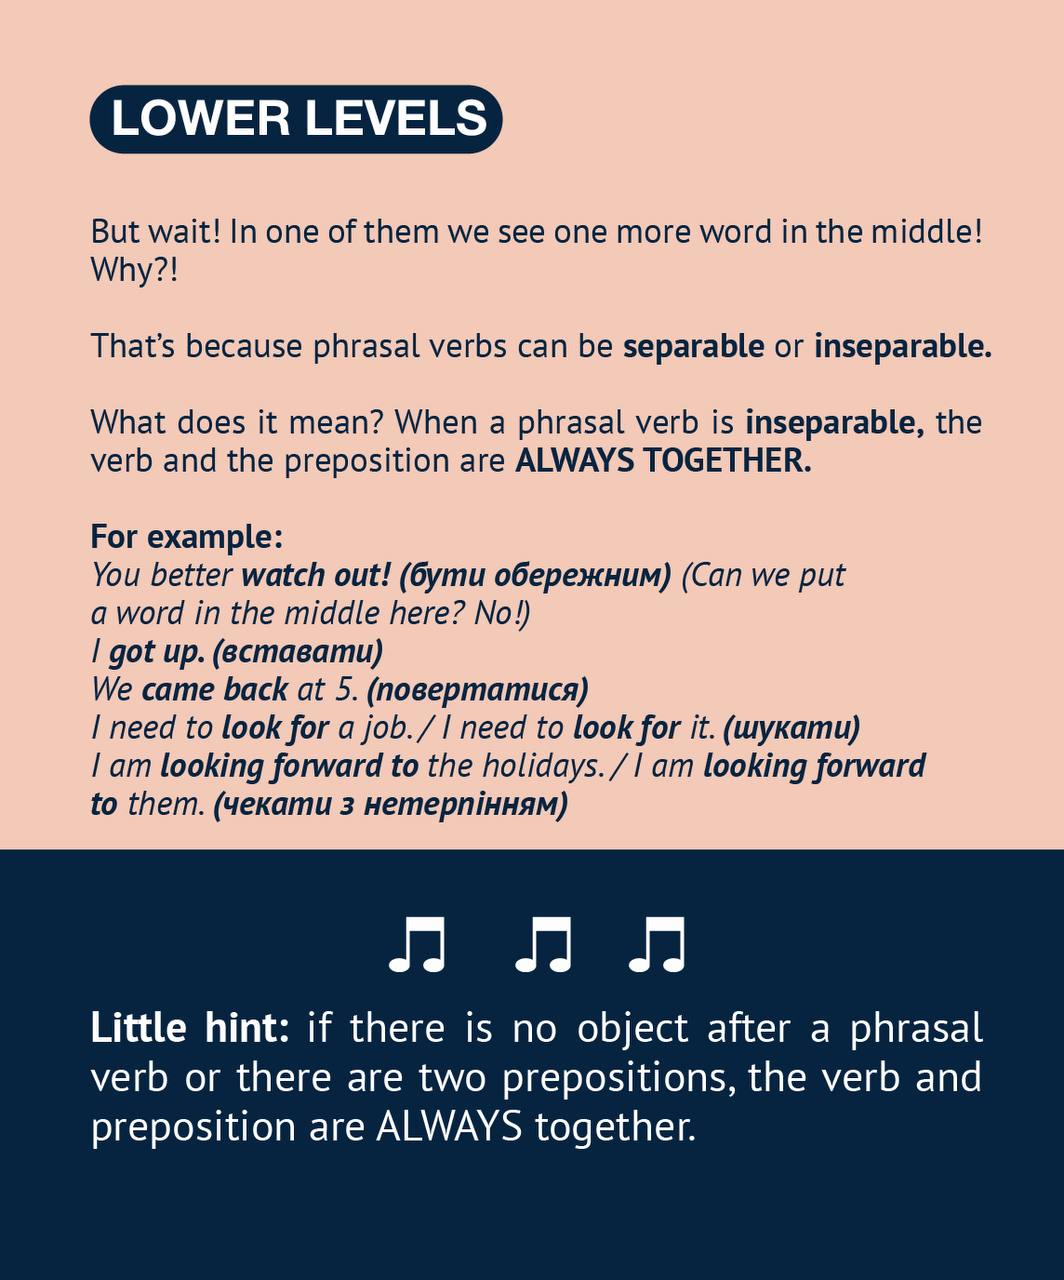 LOWER LEVELS
But wait! In one of them we see one more word in the middle!
Why?!
That’s because phrasal verbs can be separable or inseparable.
What does it mean? When a phrasal verb is inseparable, the
verb and the preposition are ALWAYS TOGETHER.
For example:
You better watch out! (бути обережним) (Can we put
a word in the middle here? No!)
I got up. (вставати)
We came back at 5. (повертатися)
I need to look for a job. / I need to look for it. (шукати)
I am looking forward to the holidays. / I am looking forward
to them. (чекати з нетерпінням)
Little hint: if there is no object after a phrasal
verb or there are two prepositions, the verb and
preposition are ALWAYS together.